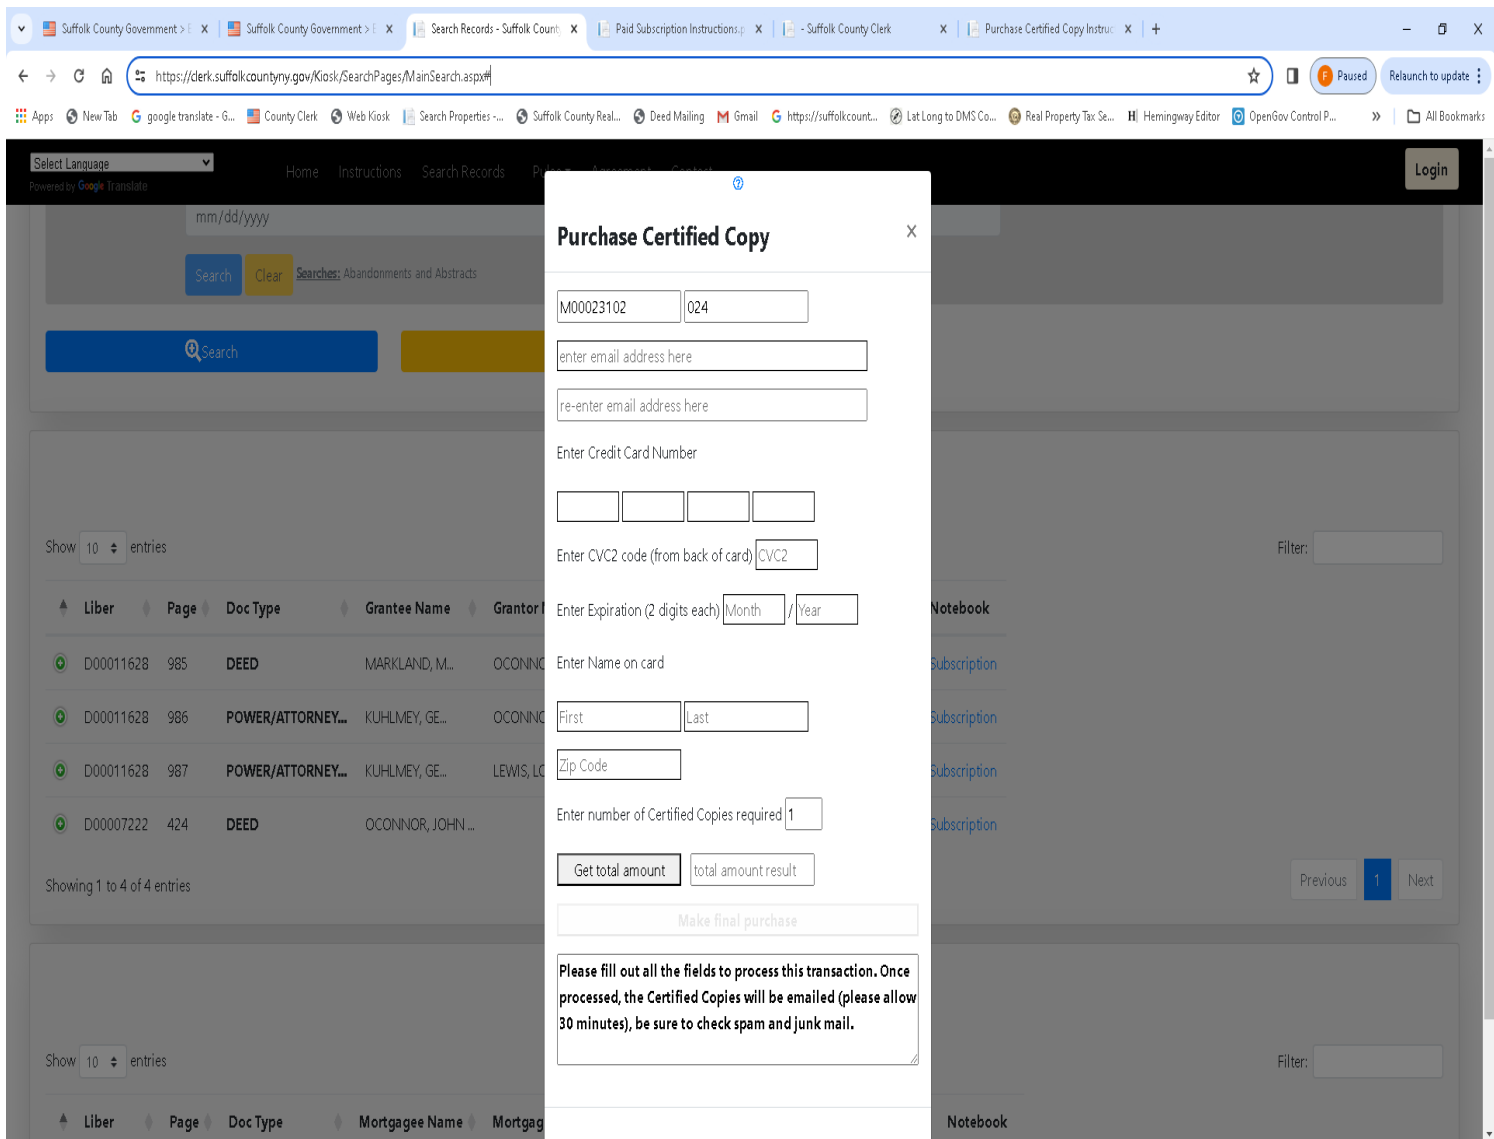 Suffolk County Government > E
Suffolk County Government > E
Search Records - Suffolk County
Paid Subscription Instructions.p
- Suffolk County Clerk
Purchase Certified Copy Instruc
https://clerk.suffolkcountyny.gov/Kiosk/SearchPages/MainSearch.aspx#
F Paused
Relaunch to update
Apps New Tab google translate - G... County Clerk Web Kiosk Search Properties -... Suffolk County Real... Deed Mailing Gmail https://suffolkcount... Lat Long to DMS Co... Real Property Tax Se... Hemingway Editor OpenGov Control P... » All Bookmarks
Select Language
Powered by Google Translate
Home Instructions Search Records Pulse Agreement Contact
Login
mm/dd/yyyy
Search Clear Searches: Abandonments and Abstracts
Search
Purchase Certified Copy X
M00023102 024
enter email address here
re-enter email address here
Enter Credit Card Number
Enter CVC2 code (from back of card) CVC2
Enter Expiration (2 digits each) Month / Year
Enter Name on card
First Last
Zip Code
Enter number of Certified Copies required 1
Get total amount total amount result
Make final purchase
Please fill out all the fields to process this transaction. Once
processed, the Certified Copies will be emailed (please allow
30 minutes), be sure to check spam and junk mail.
Show 10 entries Filter:
Liber Page Doc Type Grantee Name Grantor N Notebook
D00011628 985 DEED MARKLAND, M... OCONNO Subscription
D00011628 986 POWER/ATTORNEY... KUHLMEY, GE... OCONNO Subscription
D00011628 987 POWER/ATTORNEY... KUHLMEY, GE... LEWIS, LO Subscription
D00007222 424 DEED OCONNOR, JOHN ... Subscription
Showing 1 to 4 of 4 entries Previous 1 Next
Show 10 entries Filter:
Liber Page Doc Type Mortgagee Name Mortgag Notebook